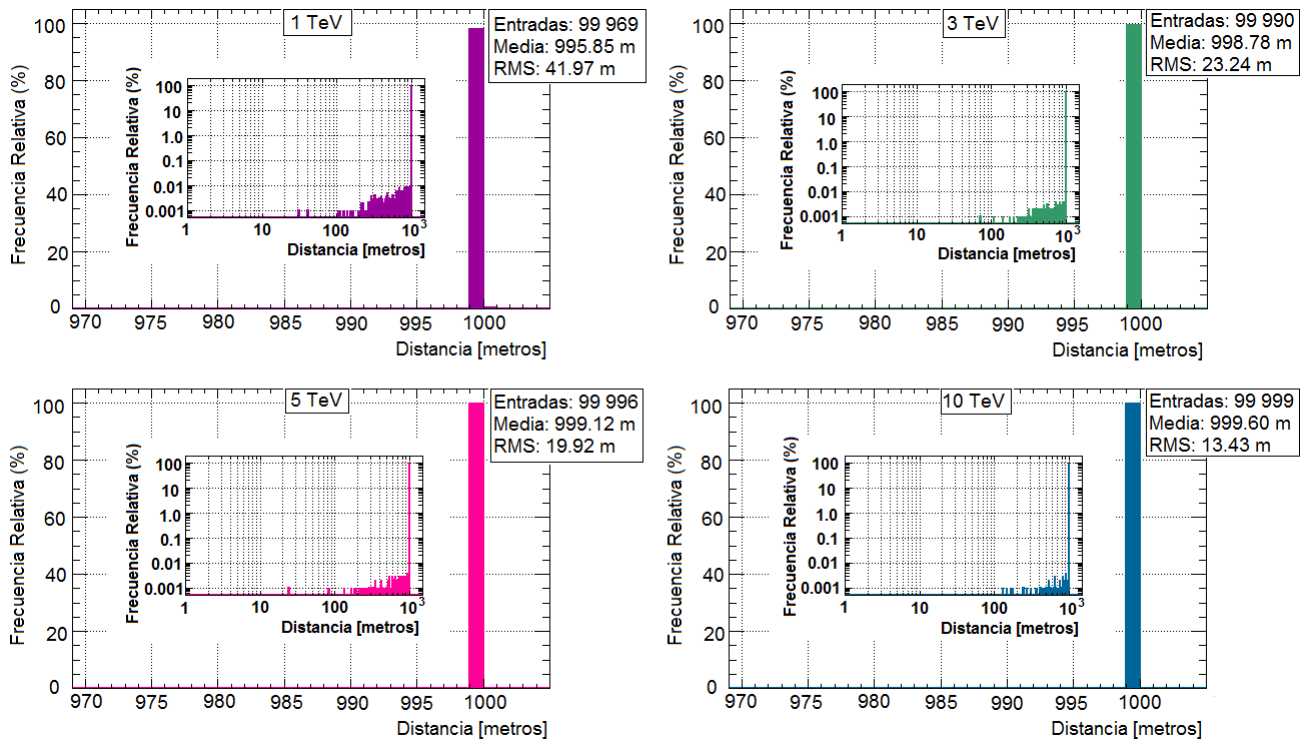 1 TeV
Entradas: 99 969
Media: 995.85 m
RMS: 41.97 m
Frecuencia Relativa (%)
100
80
60
40
20
0
970 975 980 985 990 995 1000
Distancia [metros]
Frecuencia Relativa (%)
100
10
1.0
0.1
0.01
0.001
1 10 100 10³
Distancia [metros]
3 TeV
Entradas: 99 990
Media: 998.78 m
RMS: 23.24 m
Frecuencia Relativa (%)
100
80
60
40
20
0
970 975 980 985 990 995 1000
Distancia [metros]
Frecuencia Relativa (%)
100
10
1.0
0.1
0.01
0.001
1 10 100 10³
Distancia [metros]
5 TeV
Entradas: 99 996
Media: 999.12 m
RMS: 19.92 m
Frecuencia Relativa (%)
100
80
60
40
20
0
970 975 980 985 990 995 1000
Distancia [metros]
Frecuencia Relativa (%)
100
10
1.0
0.1
0.01
0.001
1 10 100 10³
Distancia [metros]
10 TeV
Entradas: 99 999
Media: 999.60 m
RMS: 13.43 m
Frecuencia Relativa (%)
100
80
60
40
20
0
970 975 980 985 990 995 1000
Distancia [metros]
Frecuencia Relativa (%)
100
10
1.0
0.1
0.01
0.001
1 10 100 10³
Distancia [metros]